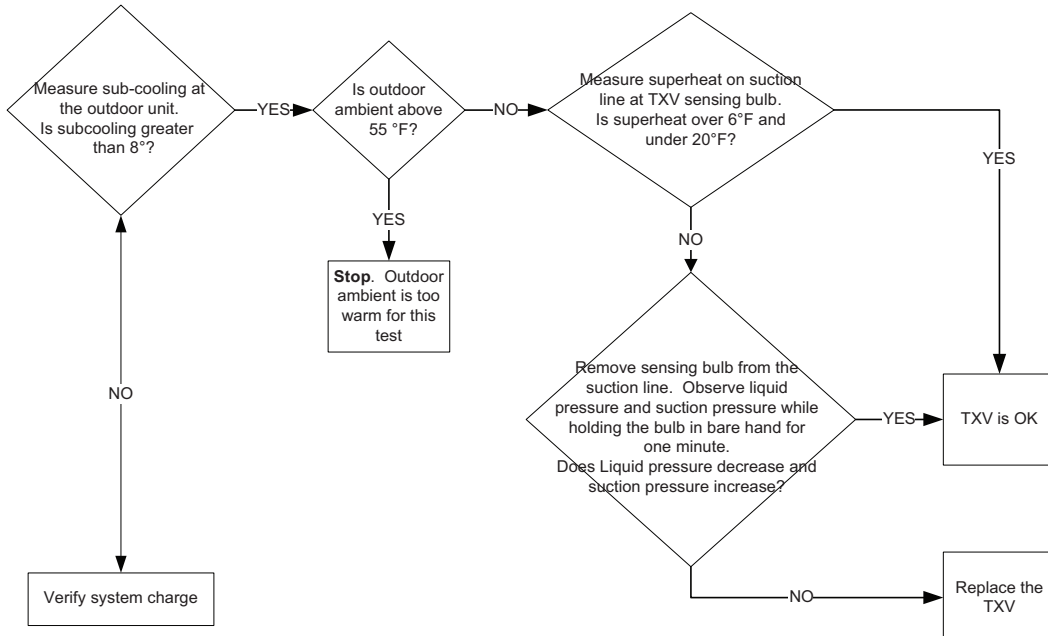 Measure sub-cooling at
the outdoor unit.
Is subcooling greater
than 8°?
YES
Is outdoor
ambient above
55 °F?
NO
Measure superheat on suction
line at TXV sensing bulb.
Is superheat over 6°F and
under 20°F?
YES
YES
NO
Stop. Outdoor
ambient is too
warm for this
test
NO
Remove sensing bulb from the
suction line. Observe liquid
pressure and suction pressure while
holding the bulb in bare hand for
one minute.
Does Liquid pressure decrease and
suction pressure increase?
YES
TXV is OK
Verify system charge
NO
Replace the
TXV